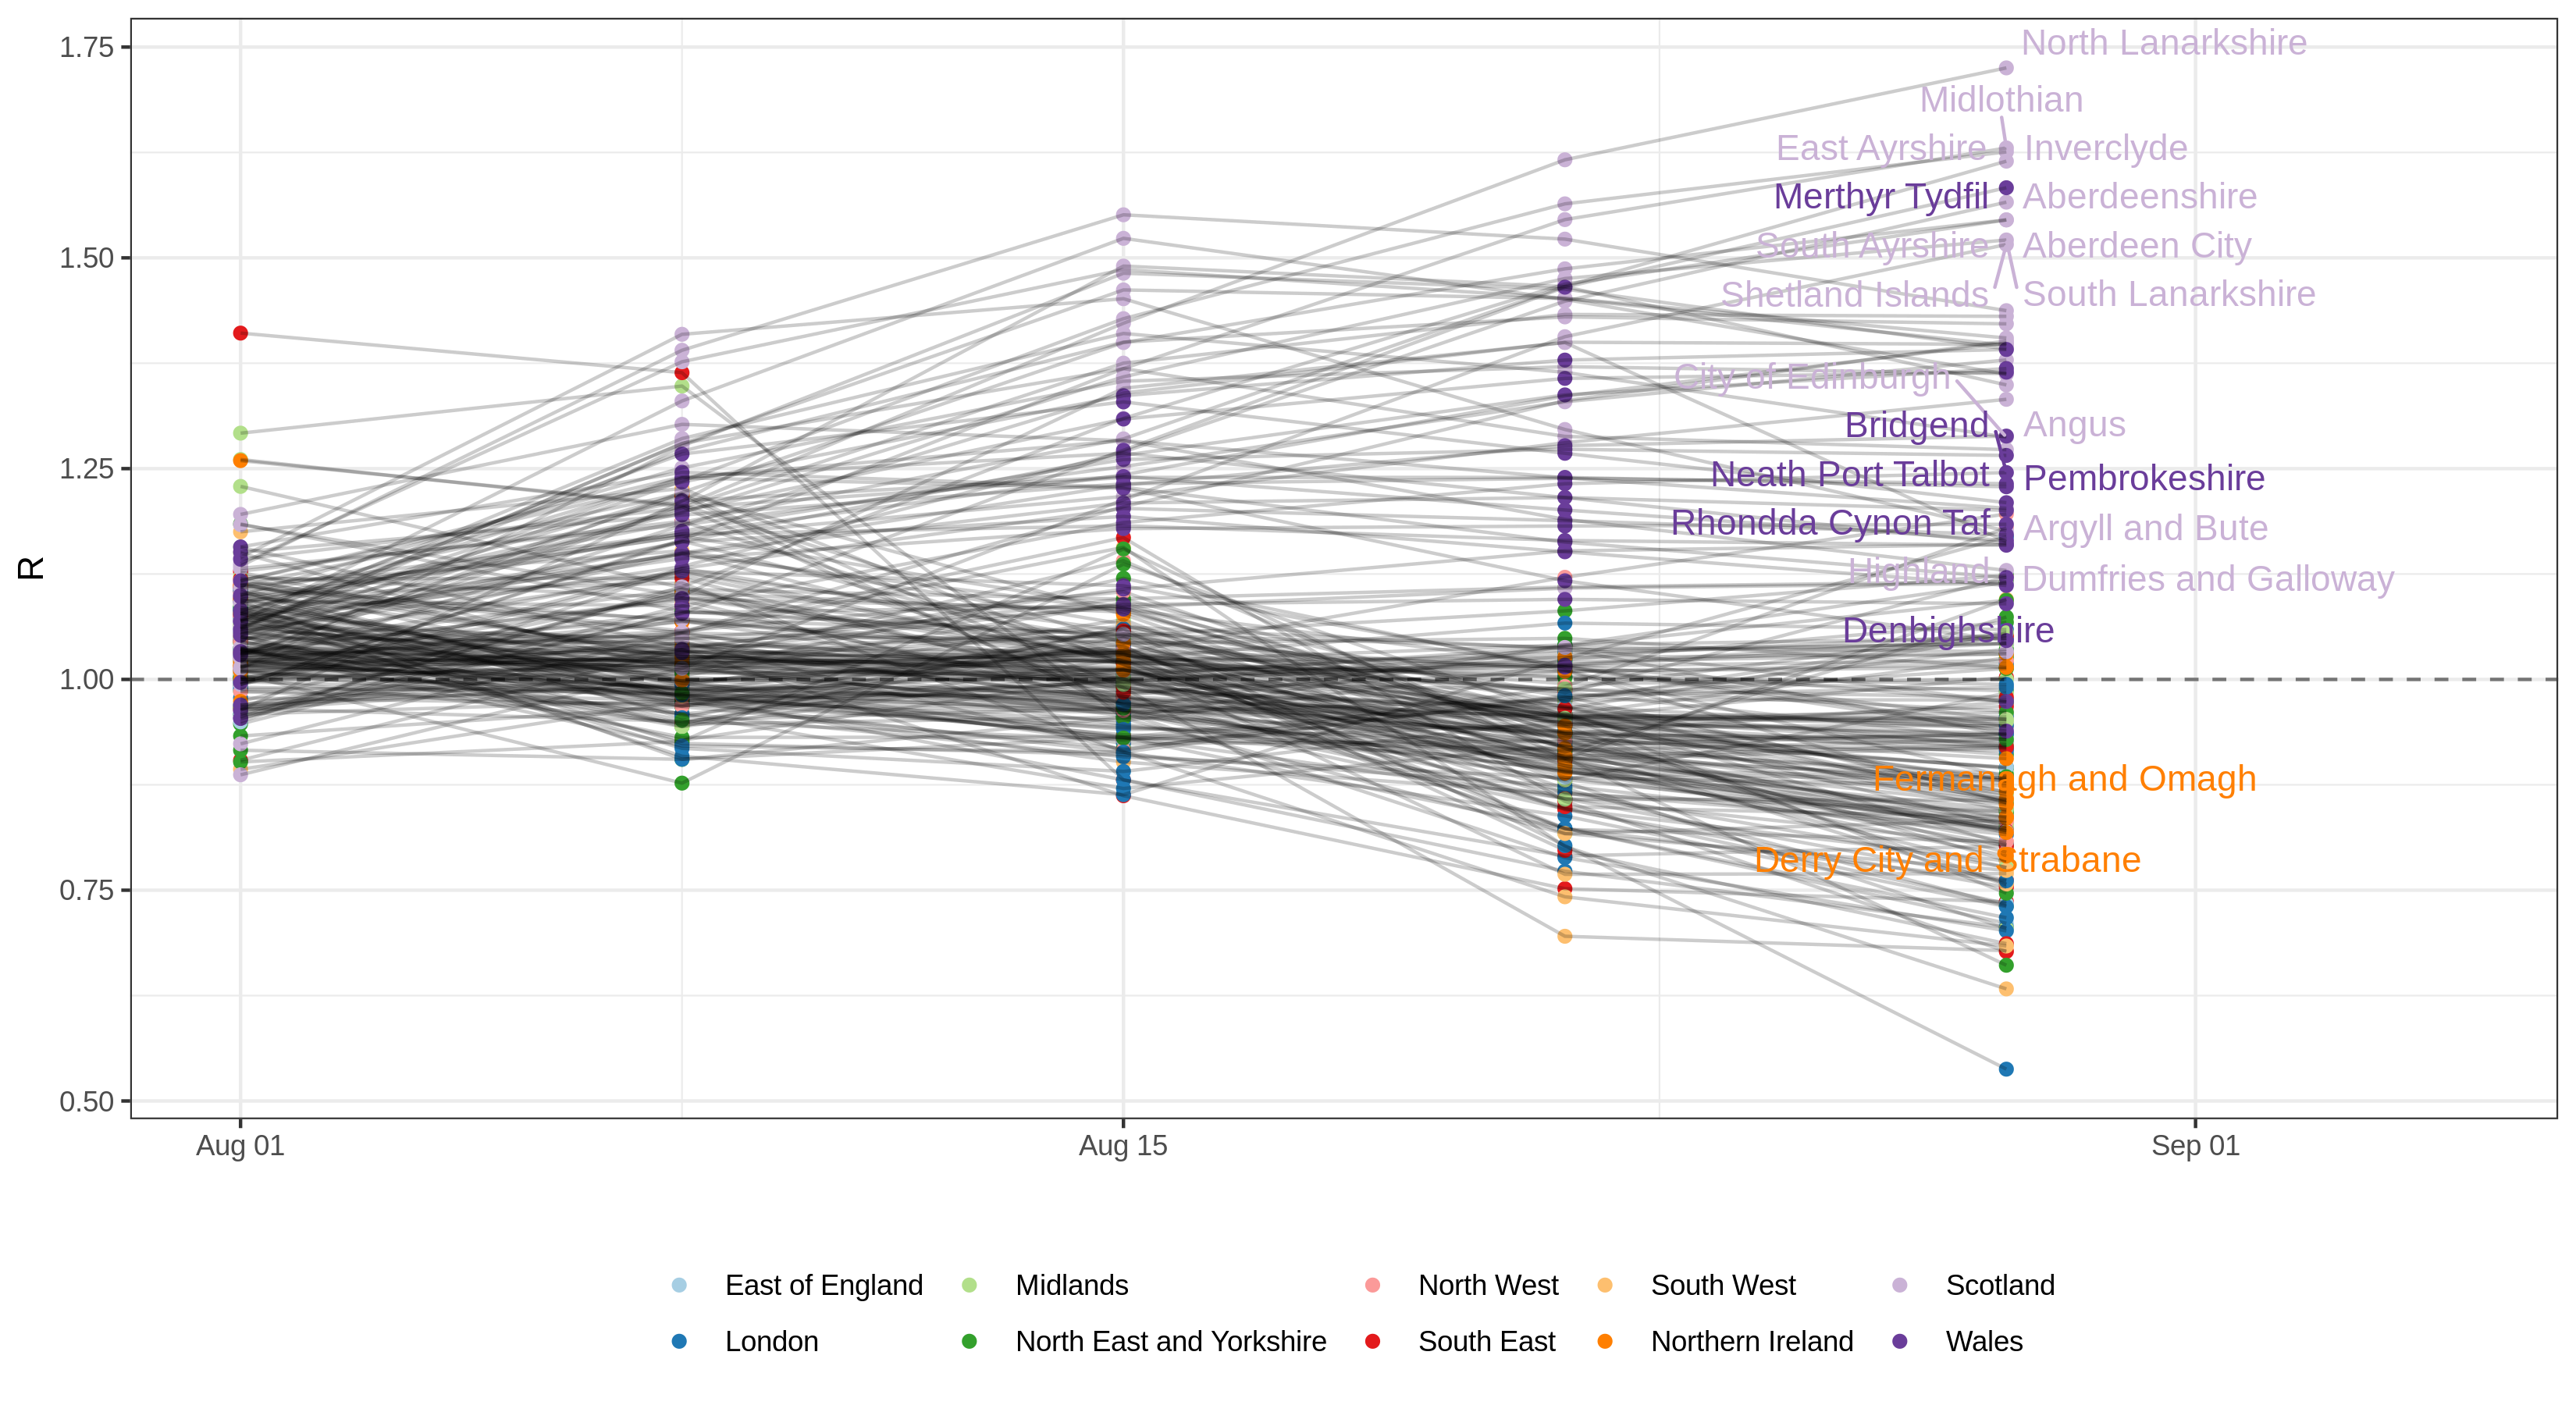 1.75
1.50
1.25
1.00
0.75
0.50
R
North Lanarkshire
Midlothian
East Ayrshire
Inverclyde
Merthyr Tydfil
Aberdeenshire
South Ayrshire
Aberdeen City
Shetland Islands
South Lanarkshire
City of Edinburgh
Bridgend
Angus
Neath Port Talbot
Pembrokeshire
Rhondda Cynon Taf
Argyll and Bute
Highland
Dumfries and Galloway
Denbighshire
Fermanagh and Omagh
Derry City and Strabane
Aug 01
Aug 15
Sep 01
East of England
Midlands
North West
South West
Scotland
London
North East and Yorkshire
South East
Northern Ireland
Wales